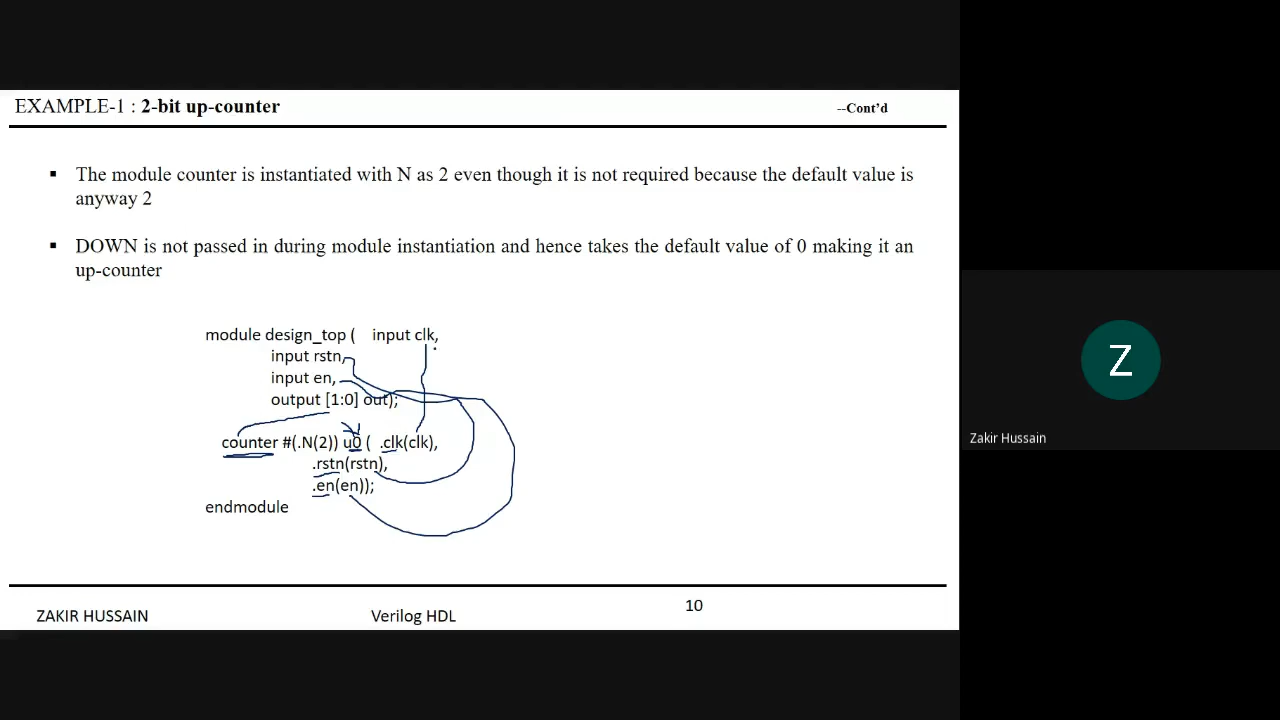 EXAMPLE-1 : 2-bit up-counter
--Cont'd
▪ The module counter is instantiated with N as 2 even though it is not required because the default value is
anyway 2
▪ DOWN is not passed in during module instantiation and hence takes the default value of 0 making it an
up-counter
module design_top ( input clk,
input rstn,
input en,
output [1:0] out);
counter #(.N(2)) u0 ( .clk(clk),
.rstn(rstn),
.en(en));
endmodule
10
ZAKIR HUSSAIN
Verilog HDL
Z
Zakir Hussain